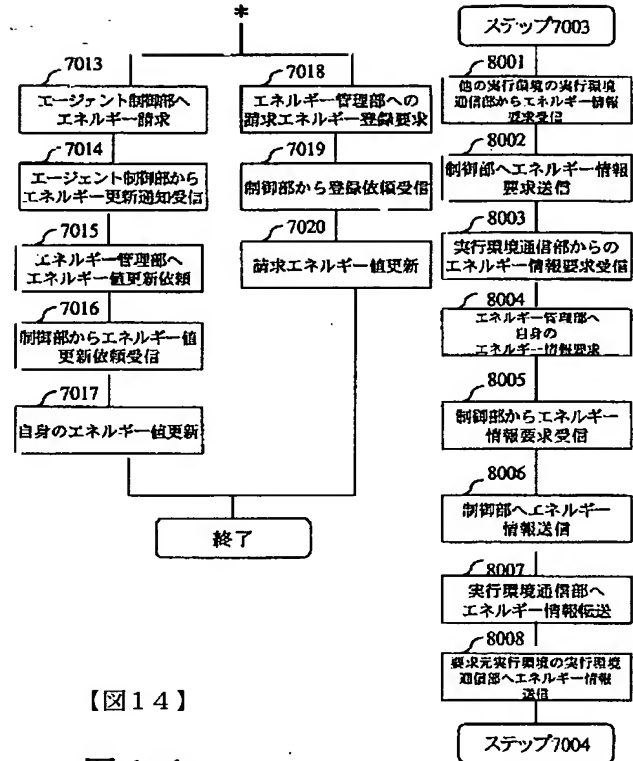 *
7013
エージェント制御部へ
エネルギー請求
7014
エージェント制御部から
エネルギー更新通知受信
7015
エネルギー管理部へ
エネルギー値更新依頼
7016
制御部からエネルギー値
更新依頼受信
7017
自身のエネルギー値更新
7018
エネルギー管理部への
請求エネルギー登録要求
7019
制御部から登録依頼受信
7020
請求エネルギー値更新
終了
【図14】
ステップ7003
8001
他の実行環境の実行環境
通信部からエネルギー情報
要求受信
8002
制御部へエネルギー情報
要求送信
8003
実行環境通信部からの
エネルギー情報要求受信
8004
エネルギー管理部へ
自身の
エネルギー情報要求
8005
制御部からエネルギー
情報要求受信
8006
制御部へエネルギー
情報送信
8007
実行環境通信部へ
エネルギー情報転送
8008
要求元実行環境の実行環境
通信部へエネルギー情報
送信
ステップ7004